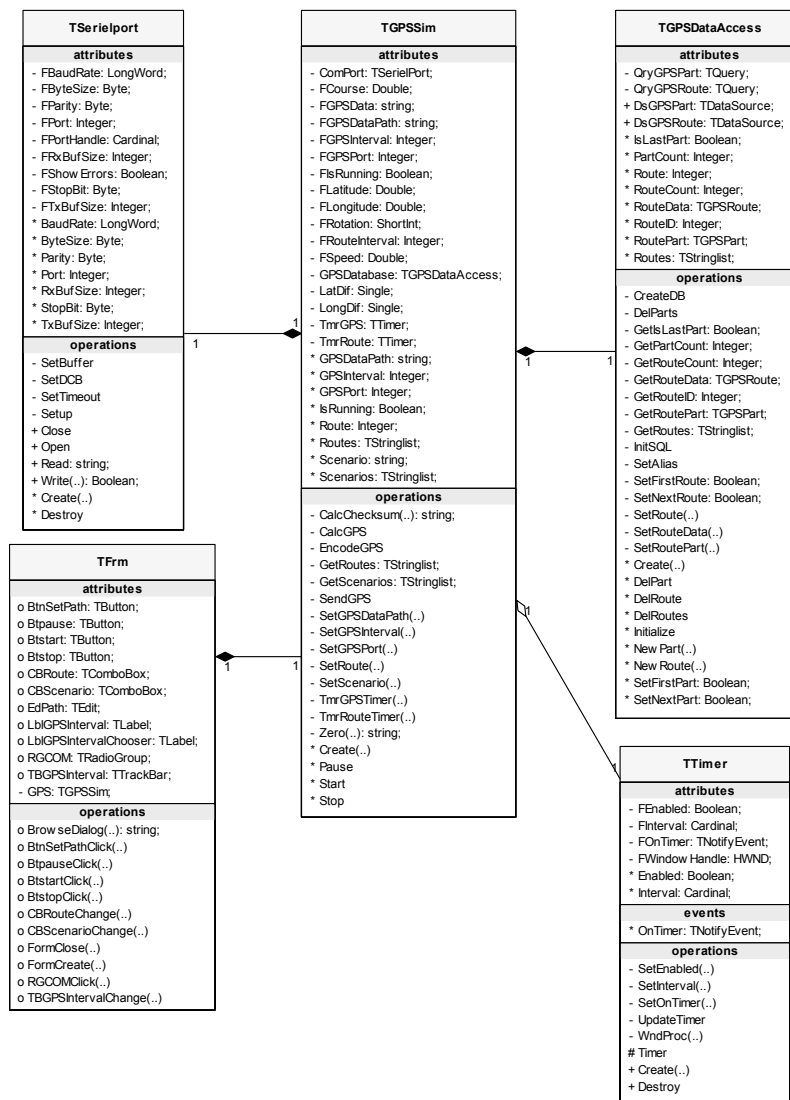 TSerielport
attributes
- FBaudRate: LongWord;
- FByteSize: Byte;
- FParity: Byte;
- FPort: Integer;
- FPortHandle: Cardinal;
- FRxBufSize: Integer;
- FShow Errors: Boolean;
- FStopBit: Byte;
- FTxBufSize: Integer;
* BaudRate: LongWord;
* ByteSize: Byte;
* Parity: Byte;
* Port: Integer;
* RxBufSize: Integer;
* StopBit: Byte;
* TxBufSize: Integer;
operations
- SetBuffer
- SetDCB
- SetTimeout
- Setup
+ Close
+ Open
+ Read: string;
+ Write(..): Boolean;
* Create(..)
* Destroy
1
1
TGPSSim
attributes
- ComPort: TSerielPort;
- FCourse: Double;
- FGPSData: string;
- FGPSDataPath: string;
- FGPSInterval: Integer;
- FGPSPort: Integer;
- FIsRunning: Boolean;
- FLatitude: Double;
- FLongitude: Double;
- FRotation: ShortInt;
- FRouteInterval: Integer;
- FSpeed: Double;
- GPSDatabase: TGPSDataAccess;
- LatDif: Single;
- LongDif: Single;
- TmrGPS: TTimer;
- TmrRoute: TTimer;
* GPSDataPath: string;
* GPSInterval: Integer;
* GPSPort: Integer;
* IsRunning: Boolean;
* Route: Integer;
* Routes: TStringlist;
* Scenario: string;
* Scenarios: TStringlist;
operations
- CalcChecksum(..): string;
- CalcGPS
- EncodeGPS
- GetRoutes: TStringlist;
- GetScenarios: TStringlist;
- SendGPS
- SetGPSDataPath(..)
- SetGPSInterval(..)
- SetGPSPort(..)
- SetRoute(..)
- SetScenario(..)
- TmrGPSTimer(..)
- TmrRouteTimer(..)
- Zero(..): string;
* Create(..)
* Pause
* Start
* Stop
1
1
TGPSDataAccess
attributes
- QryGPSPart: TQuery;
- QryGPSRoute: TQuery;
+ DsGPSPart: TDataSource;
+ DsGPSRoute: TDataSource;
* IsLastPart: Boolean;
* PartCount: Integer;
* Route: Integer;
* RouteCount: Integer;
* RouteData: TGPSRoute;
* RouteID: Integer;
* RoutePart: TGPSPart;
* Routes: TStringlist;
operations
- CreateDB
- DelParts
- GetIsLastPart: Boolean;
- GetPartCount: Integer;
- GetRouteCount: Integer;
- GetRouteData: TGPSRoute;
- GetRouteID: Integer;
- GetRoutePart: TGPSPart;
- GetRoutes: TStringlist;
- InitSQL
- SetAlias
- SetFirstRoute: Boolean;
- SetNextRoute: Boolean;
- SetRoute(..)
- SetRouteData(..)
- SetRoutePart(..)
* Create(..)
* DelPart
* DelRoute
* DelRoutes
* Initialize
* New Part(..)
* New Route(..)
* SetFirstPart: Boolean;
* SetNextPart: Boolean;
TFrm
attributes
o BtnSetPath: TButton;
o Btpause: TButton;
o Btstart: TButton;
o Btstop: TButton;
o CBRoute: TComboBox;
o CBScenario: TComboBox;
o EdPath: TEdit;
o LblGPSInterval: TLabel;
o LblGPSIntervalChooser: TLabel;
o RGCOM: TRadioGroup;
o TBGPSInterval: TTrackBar;
- GPS: TGPSSim;
operations
o BrowseDialog(..): string;
o BtnSetPathClick(..)
o BtpauseClick(..)
o BtstartClick(..)
o BtstopClick(..)
o CBRouteChange(..)
o CBScenarioChange(..)
o FormClose(..)
o FormCreate(..)
o RGCOMClick(..)
o TBGPSIntervalChange(..)
1
1
1
1
TTimer
attributes
- FEnabled: Boolean;
- FInterval: Cardinal;
- FOnTimer: TNotifyEvent;
- FWindow Handle: HWND;
* Enabled: Boolean;
* Interval: Cardinal;
events
* OnTimer: TNotifyEvent;
operations
- SetEnabled(..)
- SetInterval(..)
- SetOnTimer(..)
- UpdateTimer
- WndProc(..)
# Timer
+ Create(..)
+ Destroy